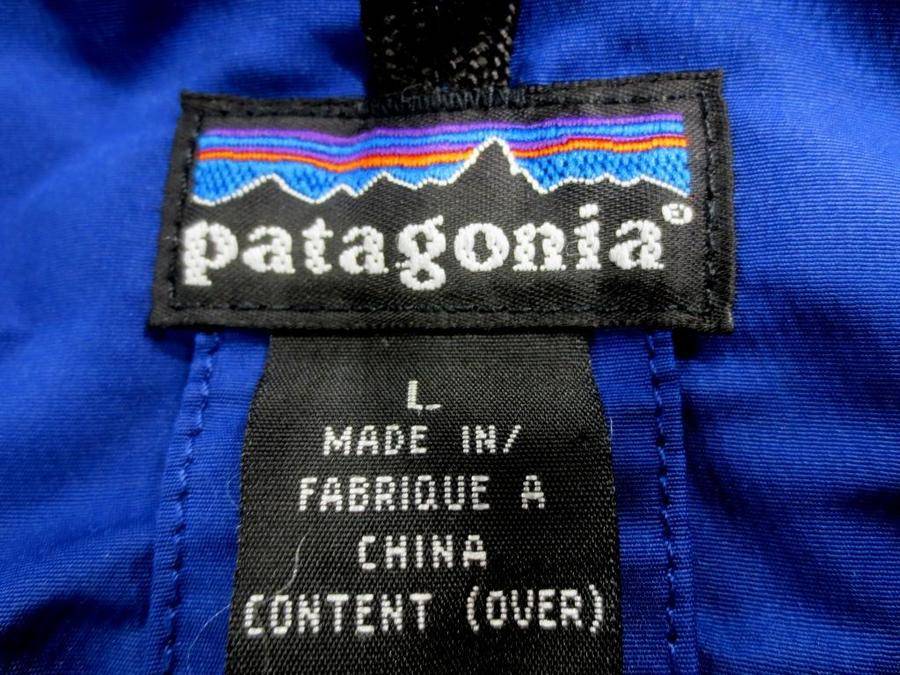 patagonia®
L
MADE IN/
FABRIQUE A
CHINA
CONTENT (OVER)